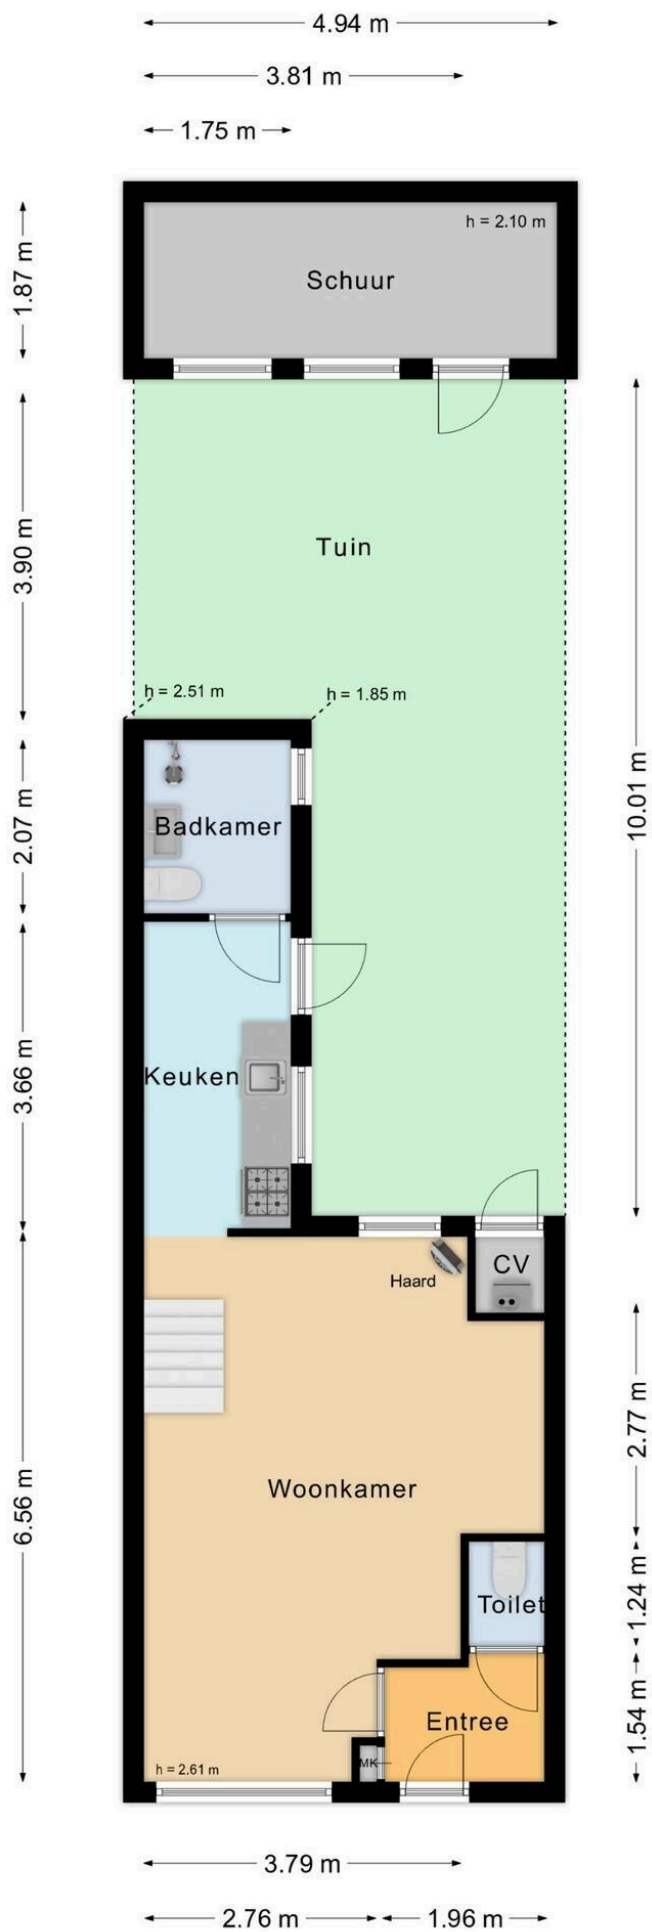 4.94 m
3.81 m
1.75 m
h = 2.10 m
1.87 m
Schuur
3.90 m
Tuin
h = 2.51 m
h = 1.85 m
10.01 m
2.07 m
Badkamer
3.66 m
Keuken
CV
Haard
2.77 m
6.56 m
Woonkamer
1.24 m
Toilet
1.54 m
Entree
MK
h = 2.61 m
3.79 m
2.76 m
1.96 m